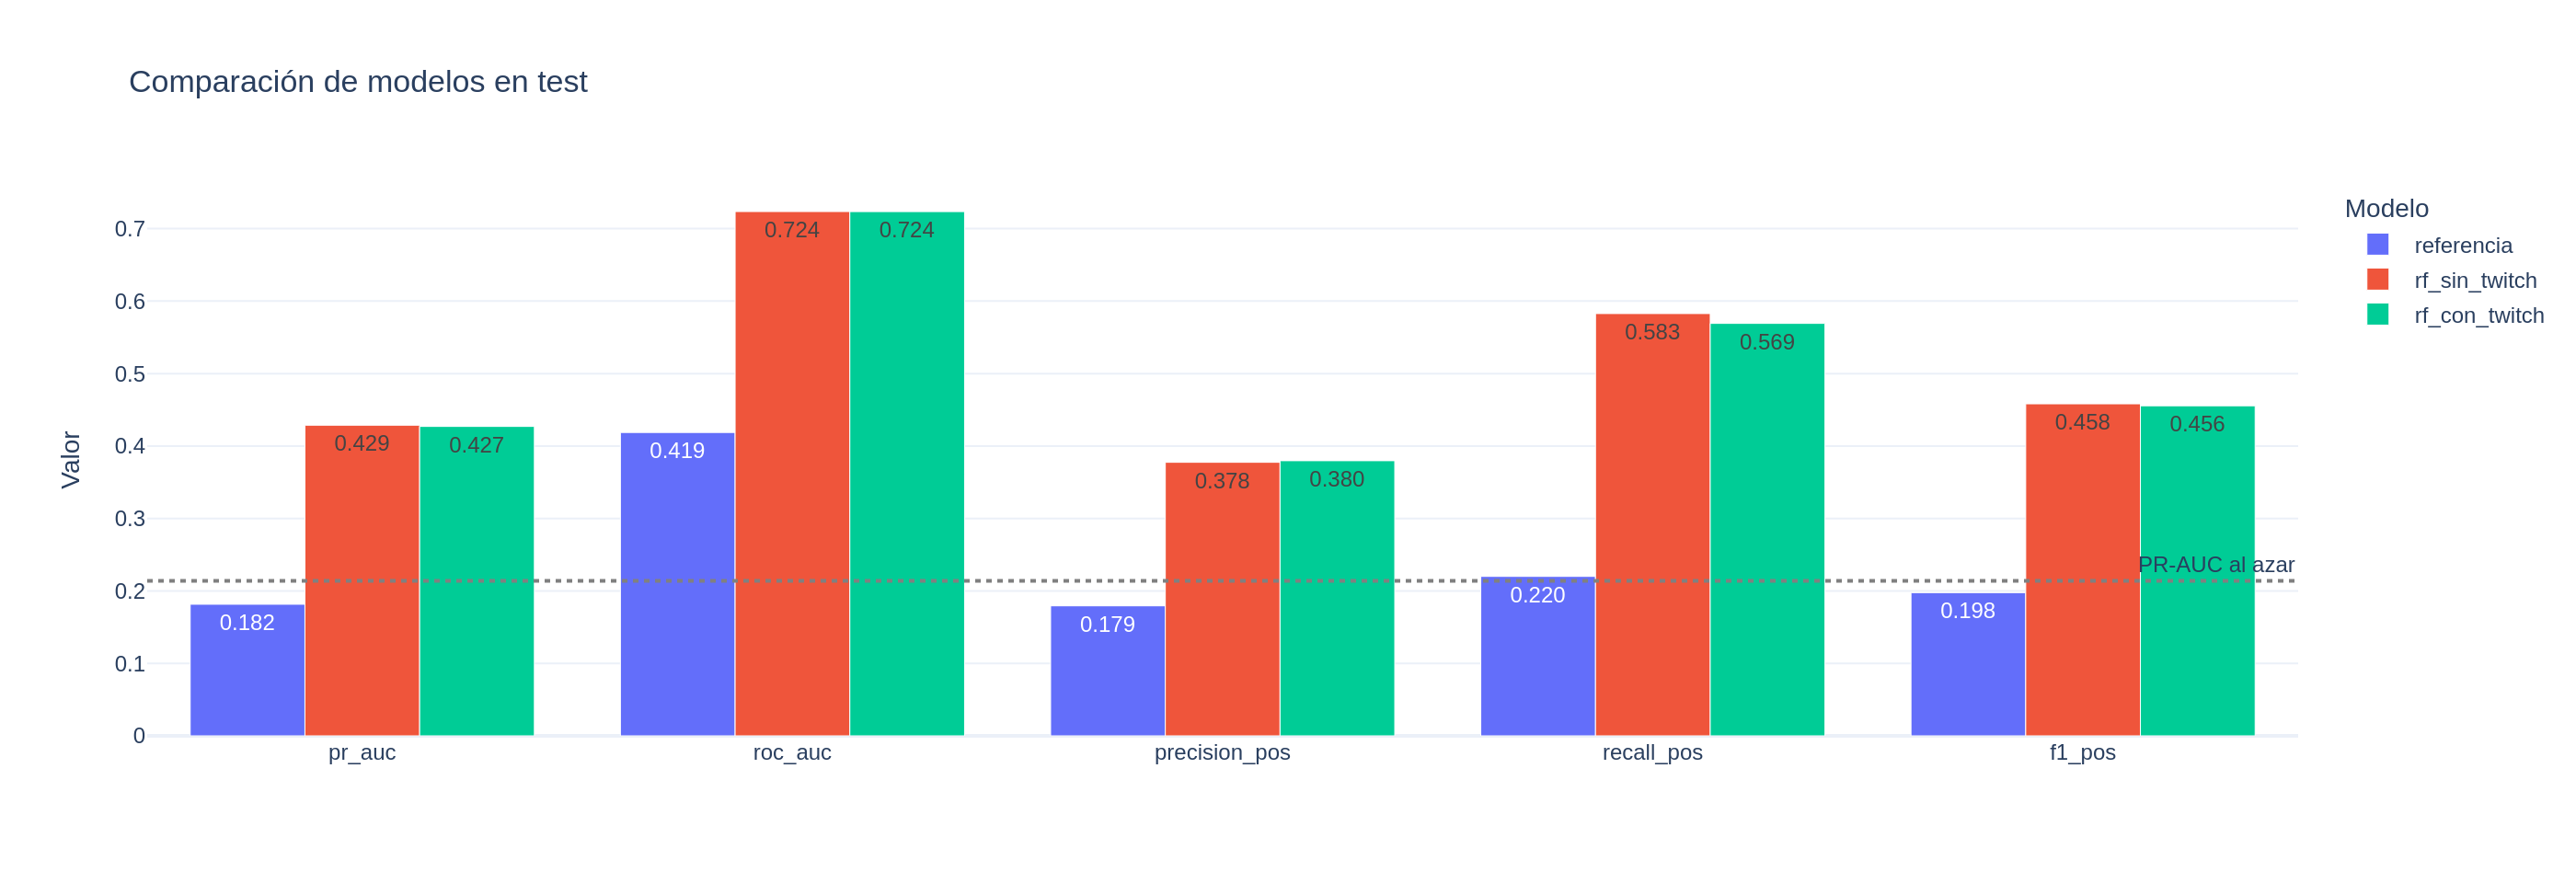 Comparación de modelos en test
Modelo
referencia
rf_sin_twitch
rf_con_twitch
Valor
0.7
0.6
0.5
0.4
0.3
0.2
0.1
0
0.182
0.429
0.427
0.419
0.724
0.724
0.179
0.378
0.380
0.220
0.583
0.569
0.198
0.458
0.456
PR-AUC al azar
pr_auc
roc_auc
precision_pos
recall_pos
f1_pos